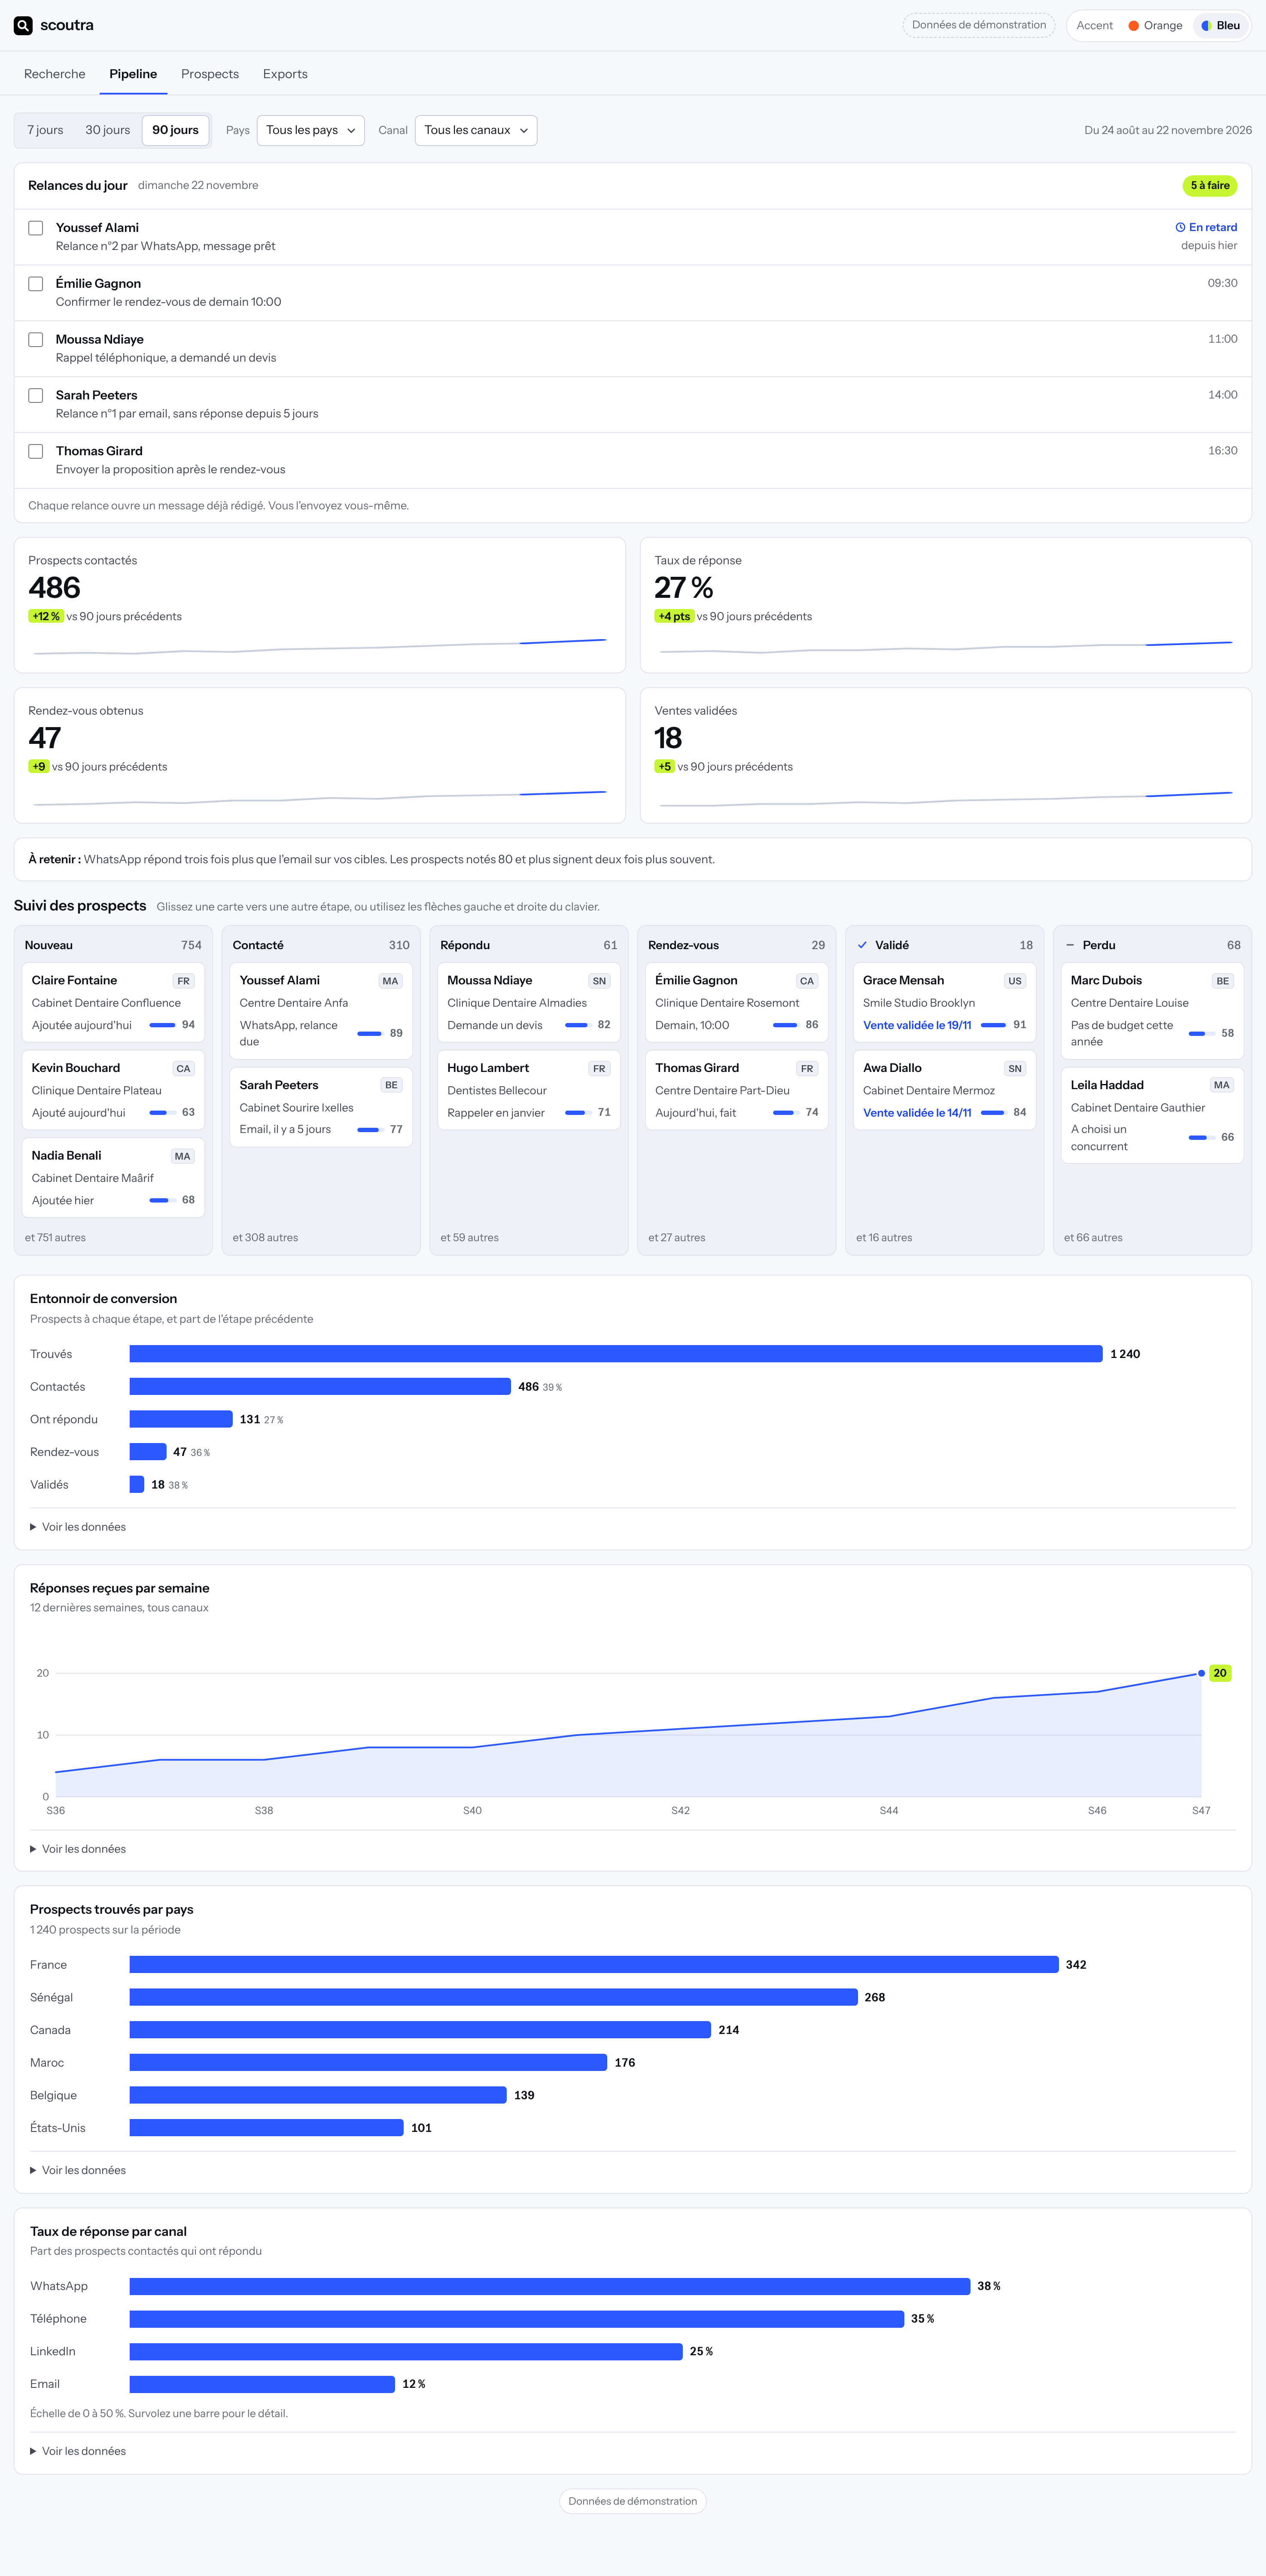 scoutra
Données de démonstration
Accent Orange Bleu
Recherche Pipeline Prospects Exports
7 jours 30 jours 90 jours Pays Tous les pays Canal Tous les canaux Du 24 août au 22 novembre 2026
Relances du jour dimanche 22 novembre 5 à faire
Youssef Alami En retard
Relance n°2 par WhatsApp, message prêt depuis hier
Émilie Gagnon 09:30
Confirmer le rendez-vous de demain 10:00
Moussa Ndiaye 11:00
Rappel téléphonique, a demandé un devis
Sarah Peeters 14:00
Relance n°1 par email, sans réponse depuis 5 jours
Thomas Girard 16:30
Envoyer la proposition après le rendez-vous
Chaque relance ouvre un message déjà rédigé. Vous l'envoyez vous-même.
Prospects contactés
486
+12 % vs 90 jours précédents
Taux de réponse
27 %
+4 pts vs 90 jours précédents
Rendez-vous obtenus
47
+9 vs 90 jours précédents
Ventes validées
18
+5 vs 90 jours précédents
À retenir : WhatsApp répond trois fois plus que l'email sur vos cibles. Les prospects notés 80 et plus signent deux fois plus souvent.
Suivi des prospects Glissez une carte vers une autre étape, ou utilisez les flèches gauche et droite du clavier.
Nouveau 754
Claire Fontaine FR
Cabinet Dentaire Confluence
Ajoutée aujourd'hui 94
Kevin Bouchard CA
Clinique Dentaire Plateau
Ajouté aujourd'hui 63
Nadia Benali MA
Cabinet Dentaire Maârif
Ajoutée hier 68
et 751 autres
Contacté 310
Youssef Alami MA
Centre Dentaire Anfa
WhatsApp, relance
due 89
Sarah Peeters BE
Cabinet Sourire Ixelles
Email, il y a 5 jours 77
et 308 autres
Répondu 61
Moussa Ndiaye SN
Clinique Dentaire Almadies
Demande un devis 82
Hugo Lambert FR
Dentistes Bellecour
Rappeler en janvier 71
et 59 autres
Rendez-vous 29
Émilie Gagnon CA
Clinique Dentaire Rosemont
Demain, 10:00 86
Thomas Girard FR
Centre Dentaire Part-Dieu
Aujourd'hui, fait 74
et 27 autres
Validé 18
Grace Mensah US
Smile Studio Brooklyn
Vente validée le 19/11 91
Awa Diallo SN
Cabinet Dentaire Mermoz
Vente validée le 14/11 84
et 16 autres
Perdu 68
Marc Dubois BE
Centre Dentaire Louise
Pas de budget cette
année 58
Leila Haddad MA
Cabinet Dentaire Gauthier
A choisi un
concurrent 66
et 66 autres
Entonnoir de conversion
Prospects à chaque étape, et part de l'étape précédente
Trouvés 1 240
Contactés 486 39 %
Ont répondu 131 27 %
Rendez-vous 47 36 %
Validés 18 38 %
Voir les données
Réponses reçues par semaine
12 dernières semaines, tous canaux
20 20
10
0
S36 S38 S40 S42 S44 S46 S47
Voir les données
Prospects trouvés par pays
1 240 prospects sur la période
France 342
Sénégal 268
Canada 214
Maroc 176
Belgique 139
États-Unis 101
Voir les données
Taux de réponse par canal
Part des prospects contactés qui ont répondu
WhatsApp 38 %
Téléphone 35 %
LinkedIn 25 %
Email 12 %
Échelle de 0 à 50 %. Survolez une barre pour le détail.
Voir les données
Données de démonstration